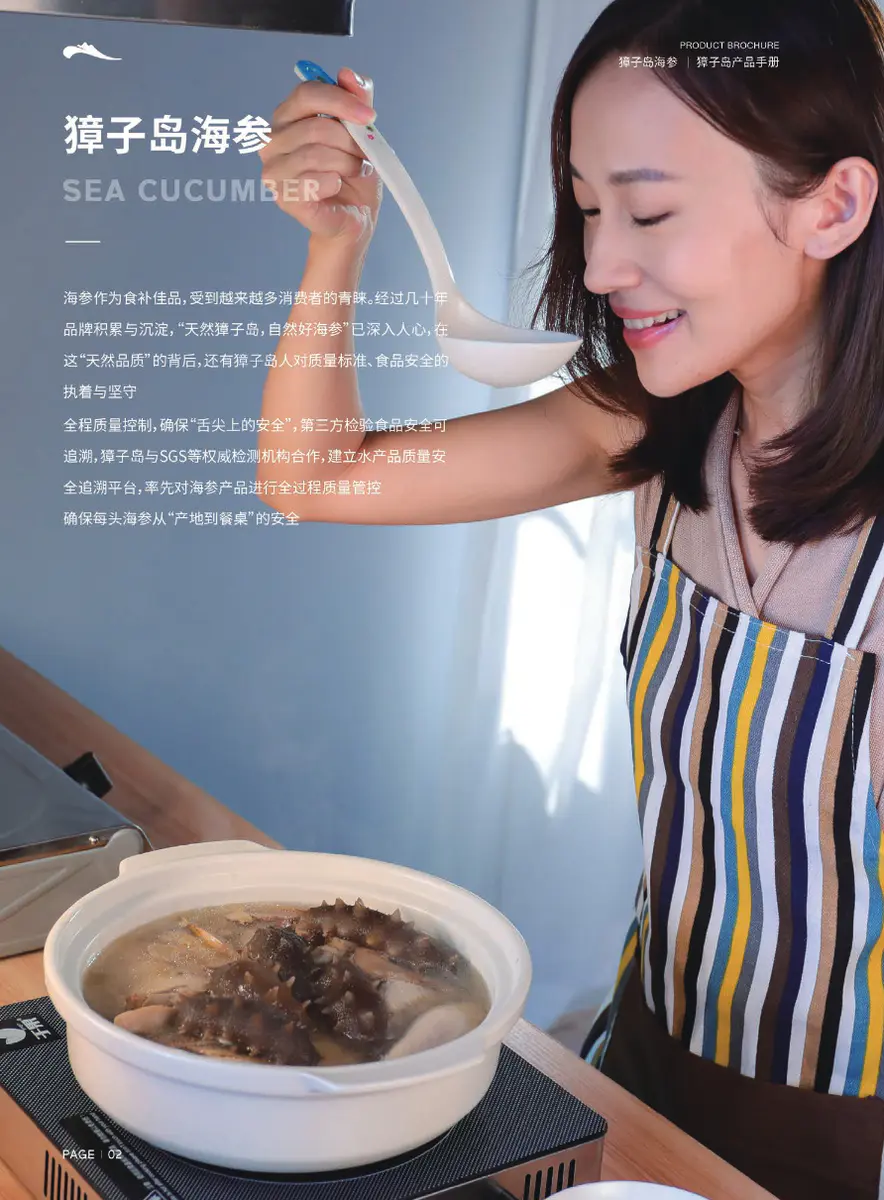 PRODUCT BROCHURE
獐子岛海参 | 獐子岛产品手册
獐子岛海参
SEA CUCUMBER
海参作为食补佳品，受到越来越多消费者的青睐。经过几十年
品牌积累与沉淀，“天然獐子岛，自然好海参”已深入人心，在
这“天然品质”的背后，还有獐子岛人对质量标准、食品安全的
执着与坚守
全程质量控制，确保“舌尖上的安全”，第三方检验食品安全可
追溯，獐子岛与SGS等权威检测机构合作，建立水产品质量安
全追溯平台，率先对海参产品进行全过程质量管控
确保每头海参从“产地到餐桌”的安全
PAGE | 02